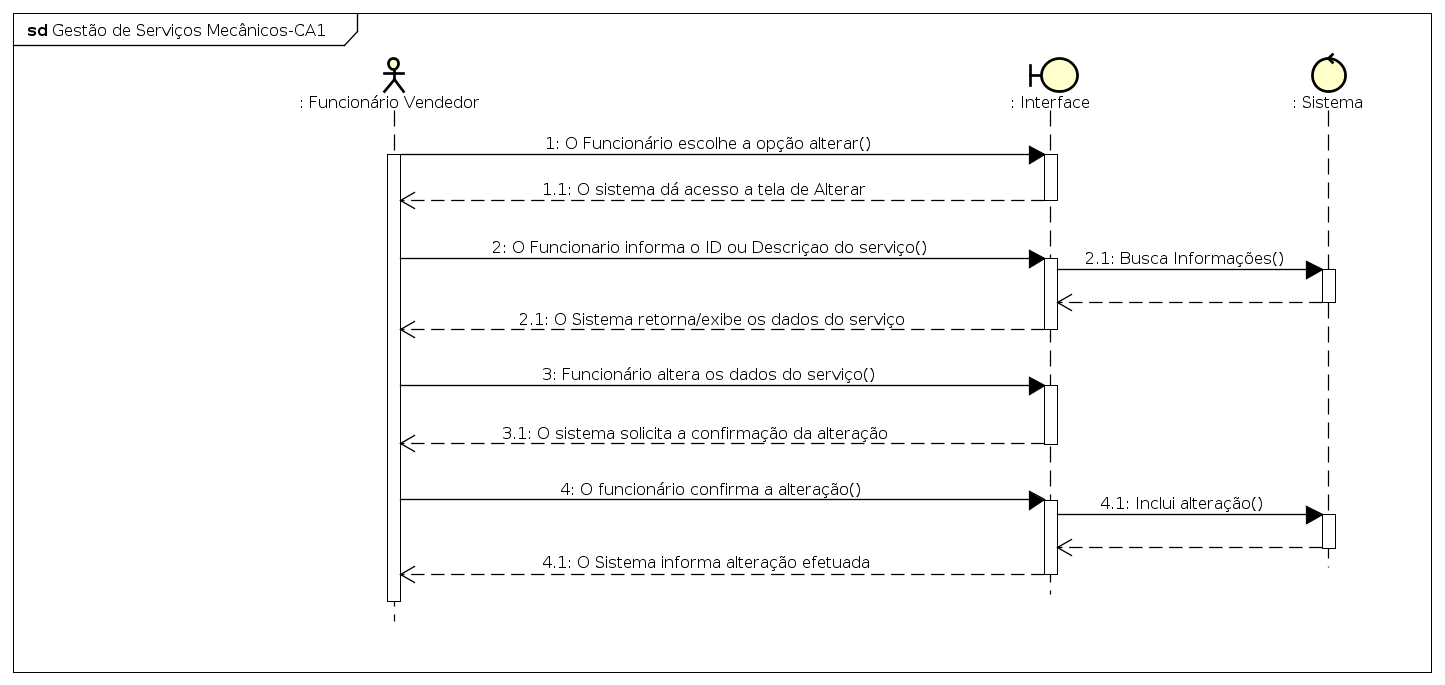 sd Gestão de Serviços Mecânicos-CA1
: Funcionário Vendedor
: Interface
: Sistema
1: O Funcionário escolhe a opção alterar()
1.1: O sistema dá acesso a tela de Alterar
2: O Funcionario informa o ID ou Descriçao do serviço()
2.1: Busca Informações()
2.1: O Sistema retorna/exibe os dados do serviço
3: Funcionário altera os dados do serviço()
3.1: O sistema solicita a confirmação da alteração
4: O funcionário confirma a alteração()
4.1: Inclui alteração()
4.1: O Sistema informa alteração efetuada